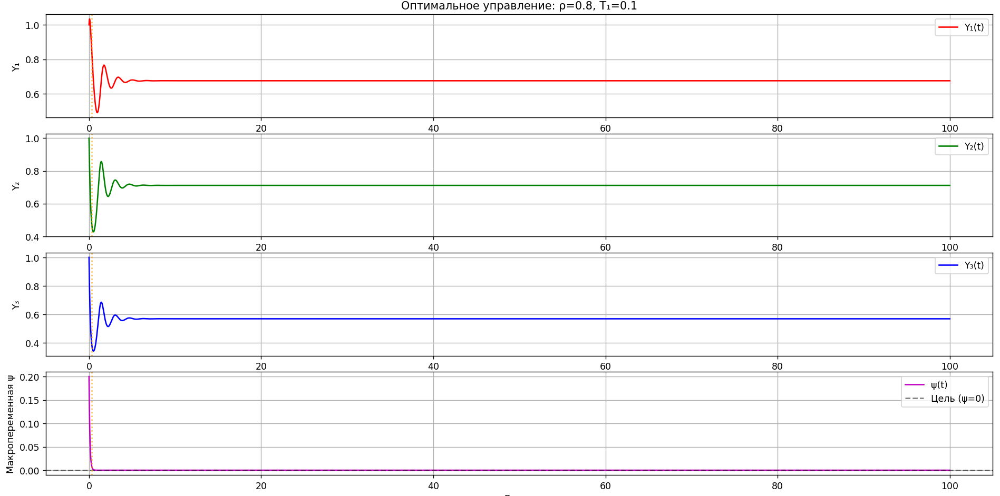 Оптимальное управление: ρ=0.8, T₁=0.1
1.0
0.8
0.6
Y₁
Y₁(t)
0 20 40 60 80 100
1.0
0.8
0.6
0.4
Y₂
Y₂(t)
0 20 40 60 80 100
1.0
0.8
0.6
0.4
Y₃
Y₃(t)
0 20 40 60 80 100
0.20
0.15
0.10
0.05
0.00
Макропеременная ψ
ψ(t)
Цель (ψ=0)
0 20 40 60 80 100